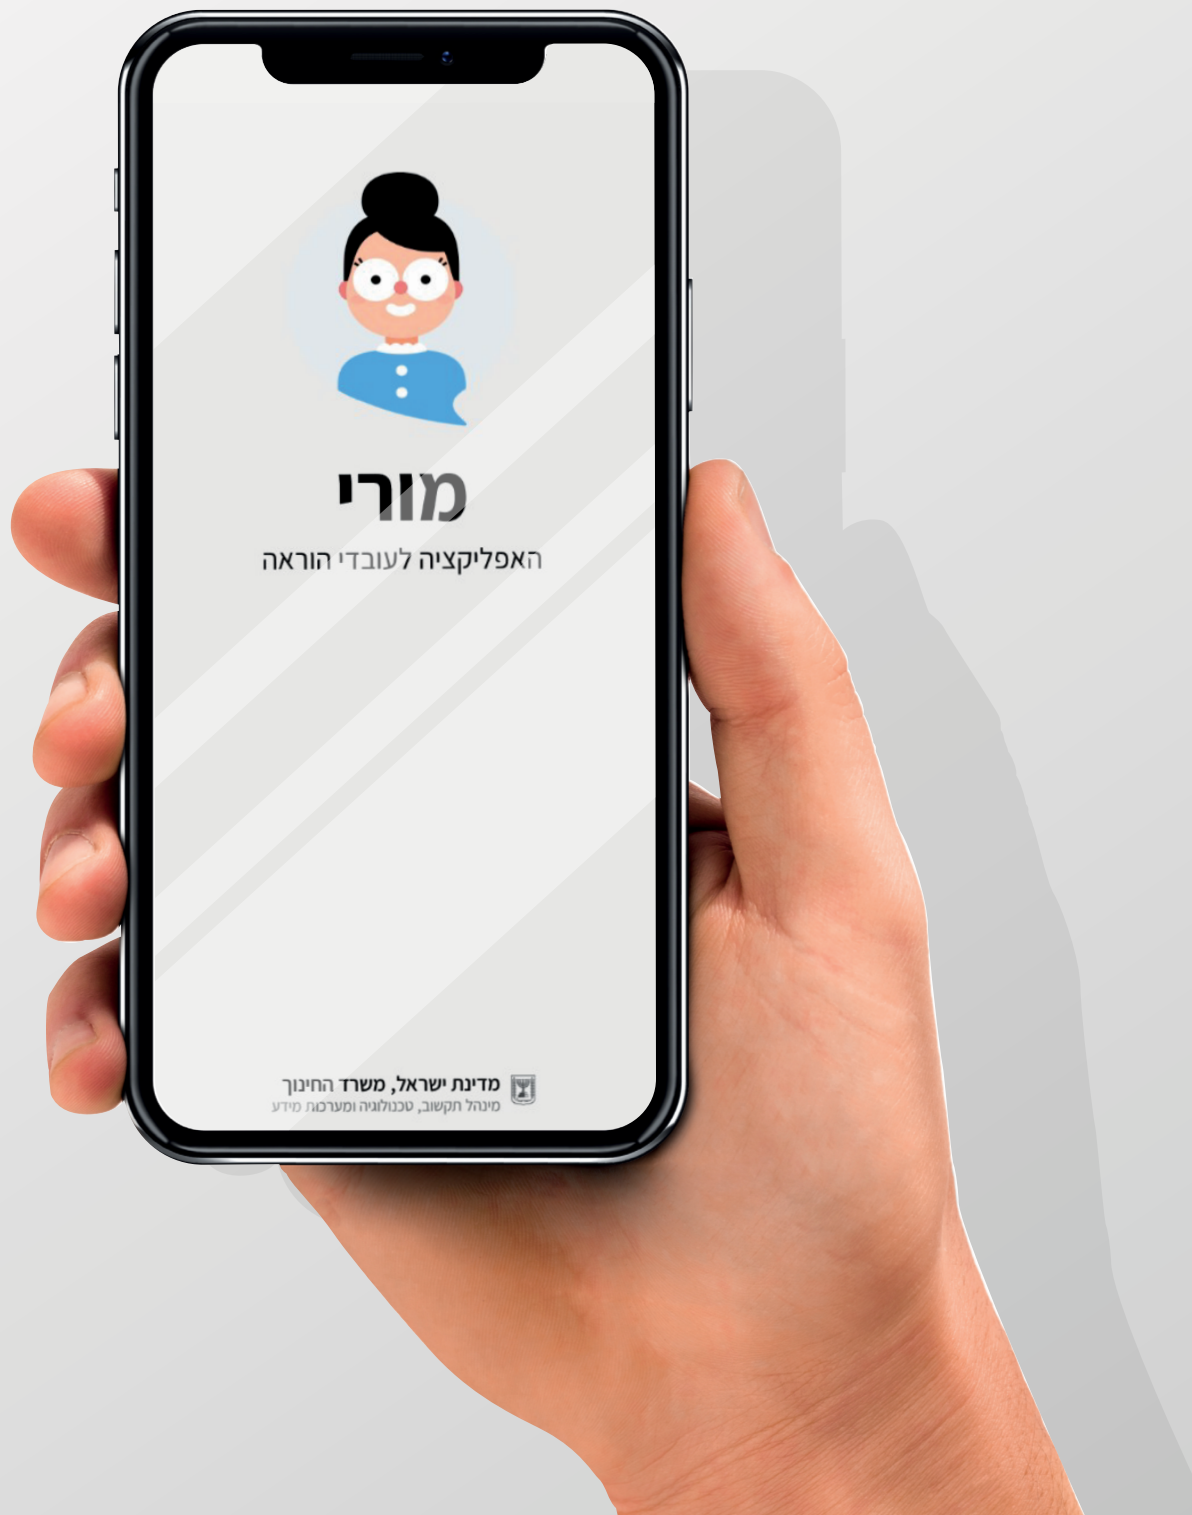 מורי
האפליקציה לעובדי הוראה
מדינת ישראל, משרד החינוך
מינהל תקשוב, טכנולוגיה ומערכות מידע